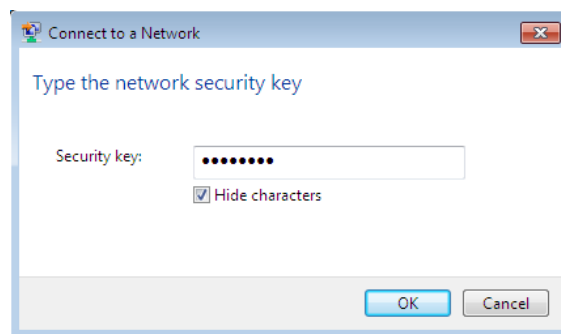 Connect to a Network
Type the network security key
Security key: ••••••••
Hide characters
OK Cancel